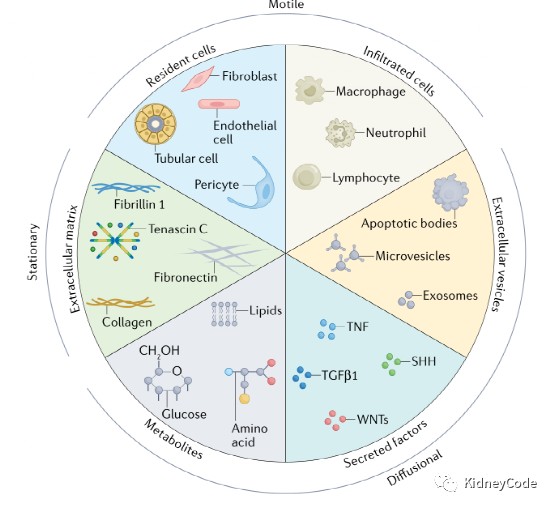 Motile
Resident cells
Fibroblast
Endothelial
cell
Tubular cell
Pericyte
Infiltrated cells
Macrophage
Neutrophil
Lymphocyte
Extracellular vesicles
Apoptotic bodies
Microvesicles
Exosomes
Stationary
Extracellular matrix
Fibrillin 1
Tenascin C
Fibronectin
Collagen
Lipids
CH2OH
O
Glucose
Amino
acid
Metabolites
TNF
SHH
TGFβ1
WNTs
Secreted factors
Diffusional
KidneyCode